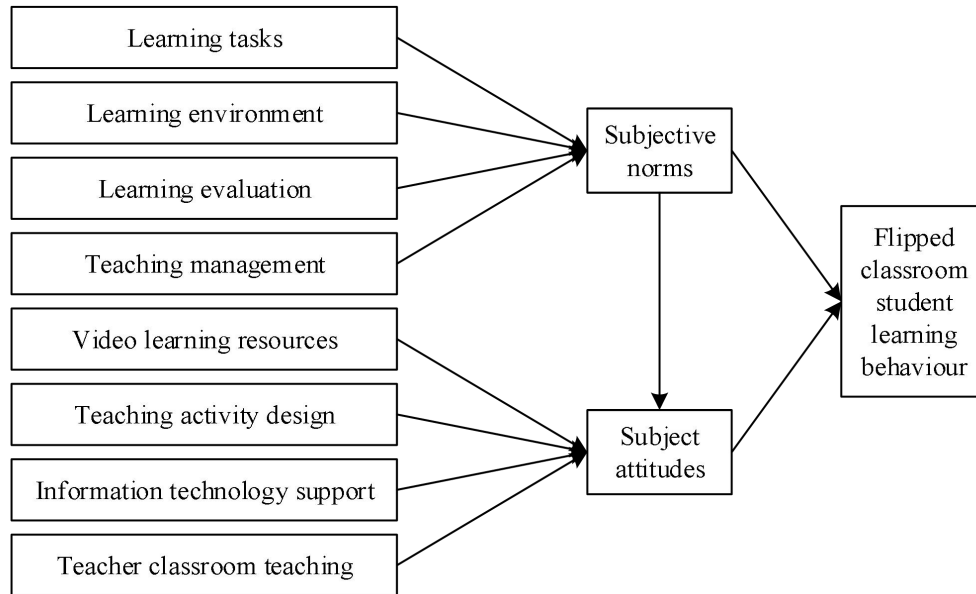 Learning tasks
Learning environment
Learning evaluation
Teaching management
Video learning resources
Teaching activity design
Information technology support
Teacher classroom teaching
Subjective
norms
Subject
attitudes
Flipped
classroom
student
learning
behaviour